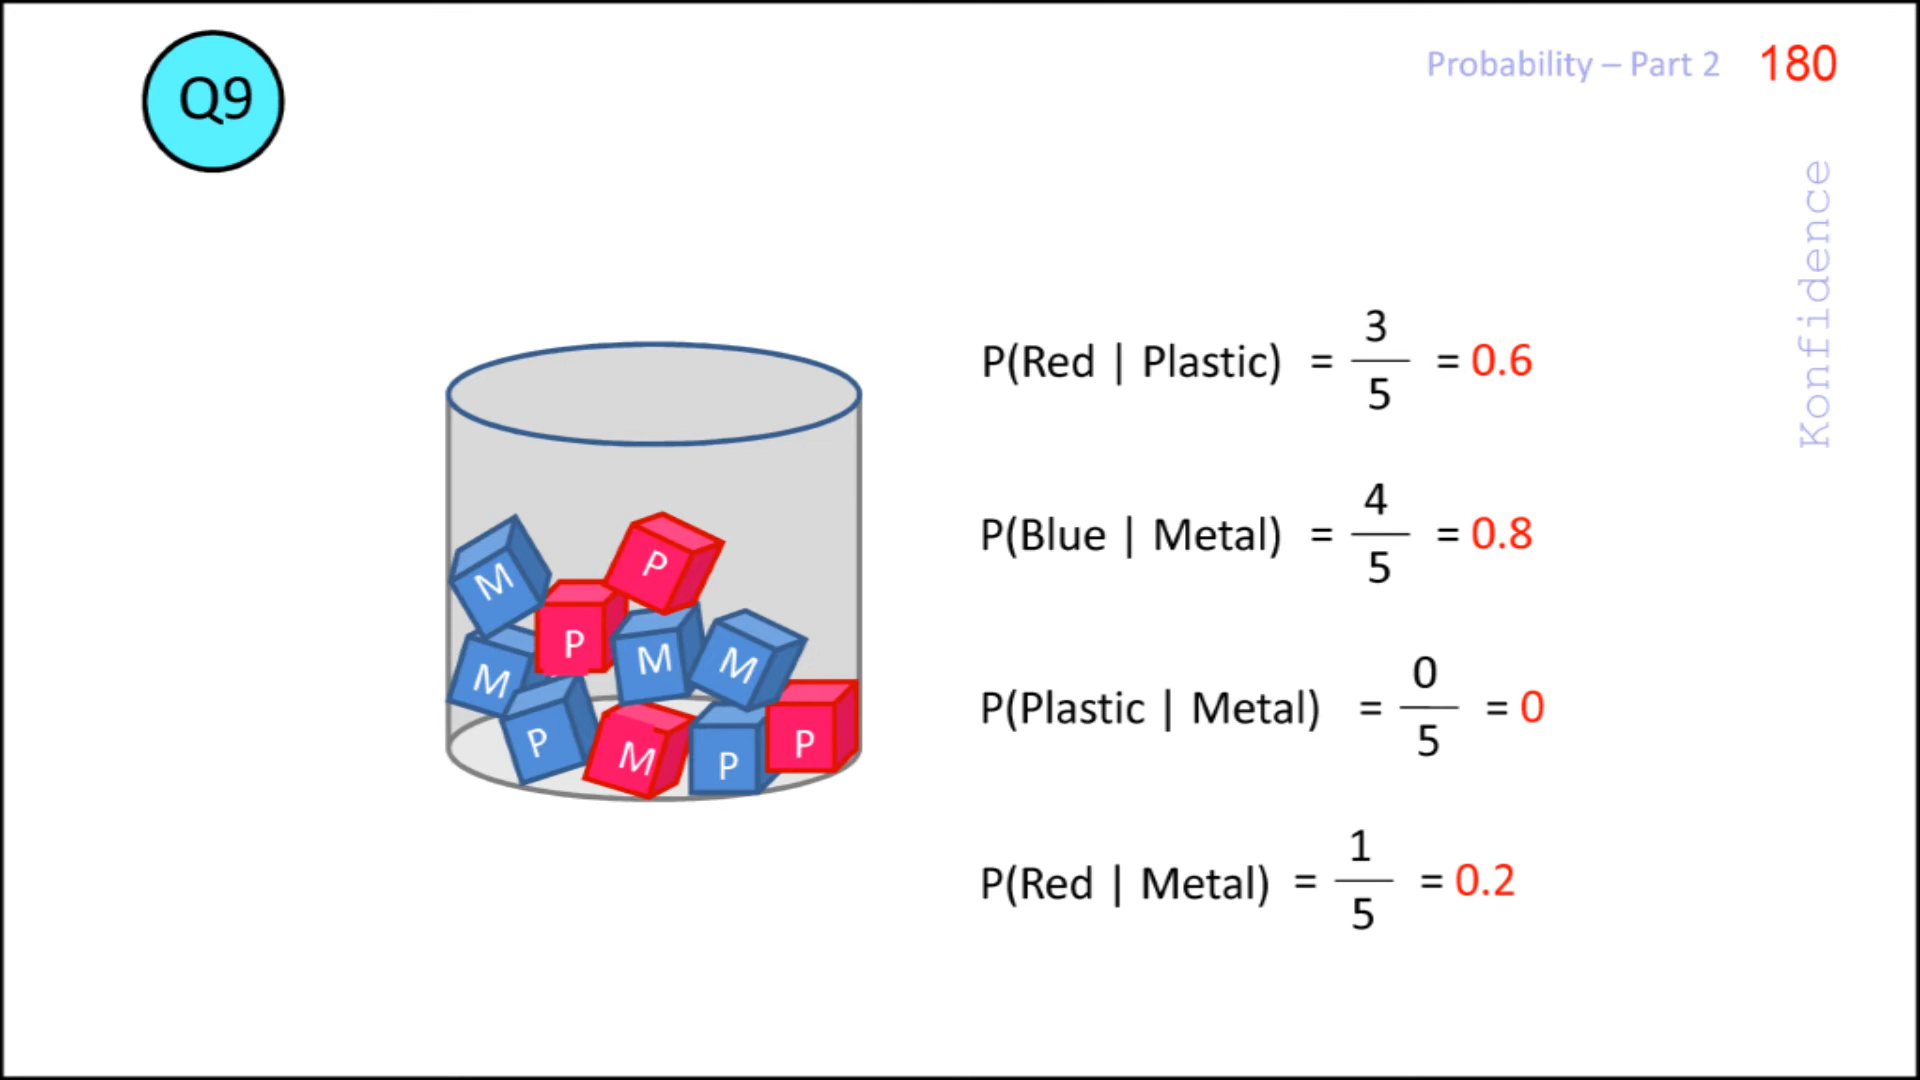 Q9
Probability – Part 2 180
Konfidence
P(Red | Plastic) = 3/5 = 0.6
P(Blue | Metal) = 4/5 = 0.8
P(Plastic | Metal) = 0/5 = 0
P(Red | Metal) = 1/5 = 0.2
M
P
P
M
M
M
P
M
P
P